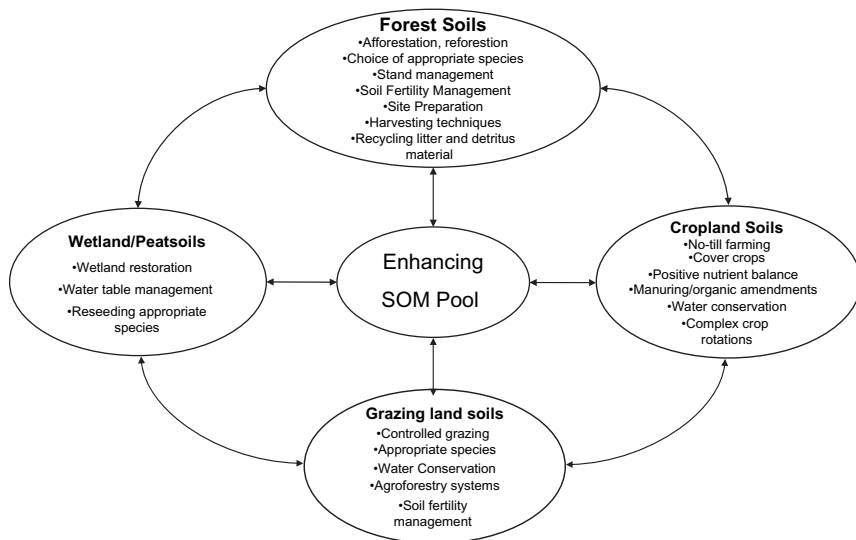 Forest Soils
•Afforestation, reforestion
•Choice of appropriate species
•Stand management
•Soil Fertility Management
•Site Preparation
•Harvesting techniques
•Recycling litter and detritus
material
Wetland/Peatsoils
•Wetland restoration
•Water table management
•Reseeding appropriate
species
Enhancing
SOM Pool
Cropland Soils
•No-till farming
•Cover crops
•Positive nutrient balance
•Manuring/organic amendments
•Water conservation
•Complex crop
rotations
Grazing land soils
•Controlled grazing
•Appropriate species
•Water Conservation
•Agroforestry systems
•Soil fertility
management